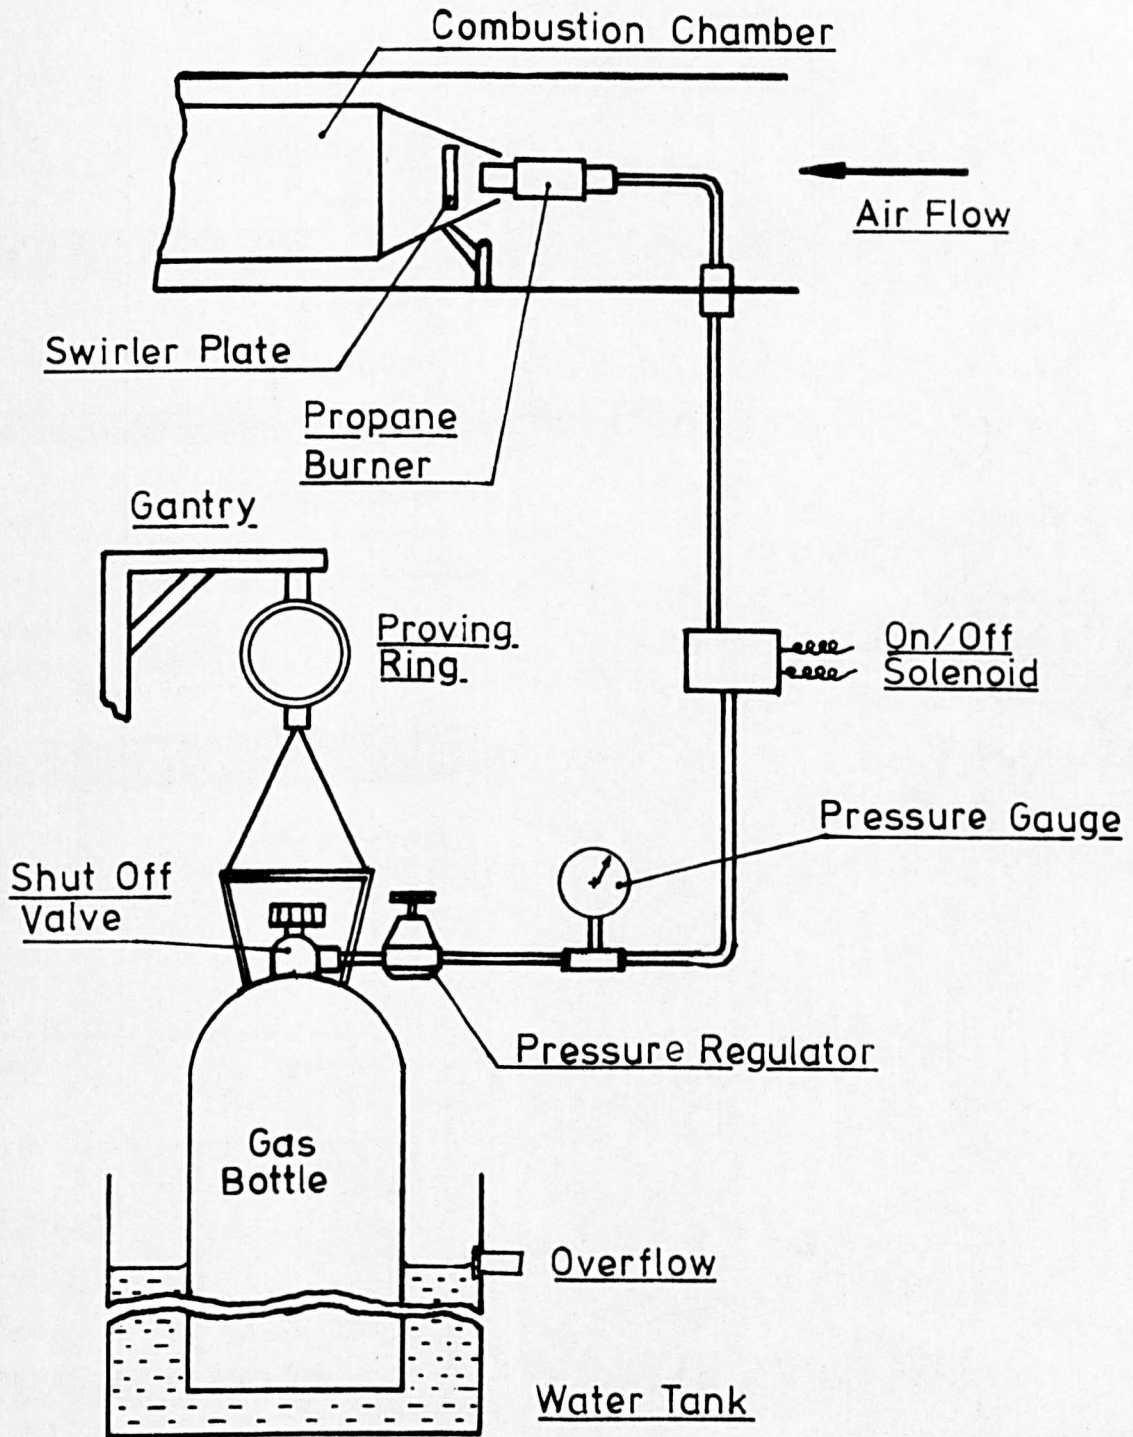 Combustion Chamber
Air Flow
Swirler Plate
Propane
Burner
Gantry
Proving
Ring
On/Off
Solenoid
Pressure Gauge
Shut Off
Valve
Pressure Regulator
Gas
Bottle
Overflow
Water Tank